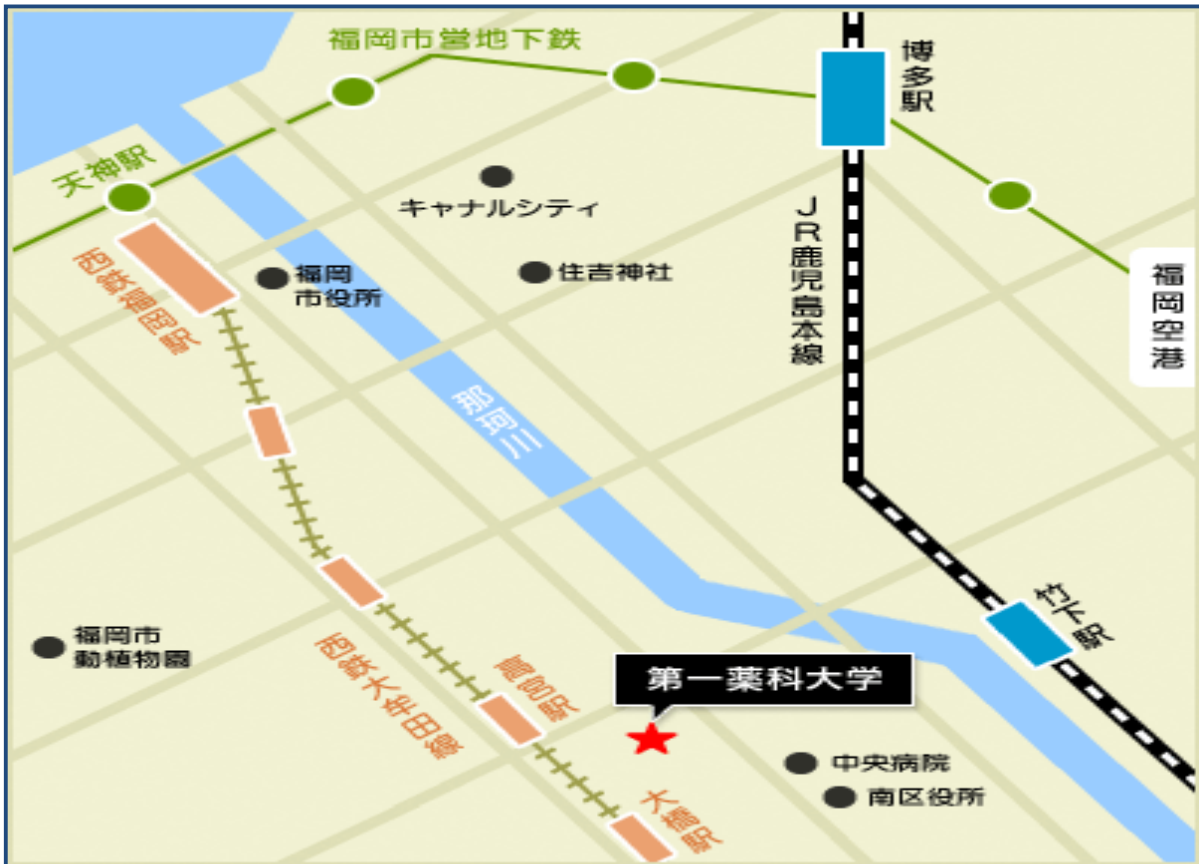 福岡市営地下鉄
博多駅
天神駅
キャナルシティ
JR鹿児島本線
西鉄福岡駅
福岡
市役所
住吉神社
福岡空港
那珂川
竹下駅
福岡市
動植物園
西鉄大牟田線
高宮駅
第一薬科大学
中央病院
南区役所
大橋駅